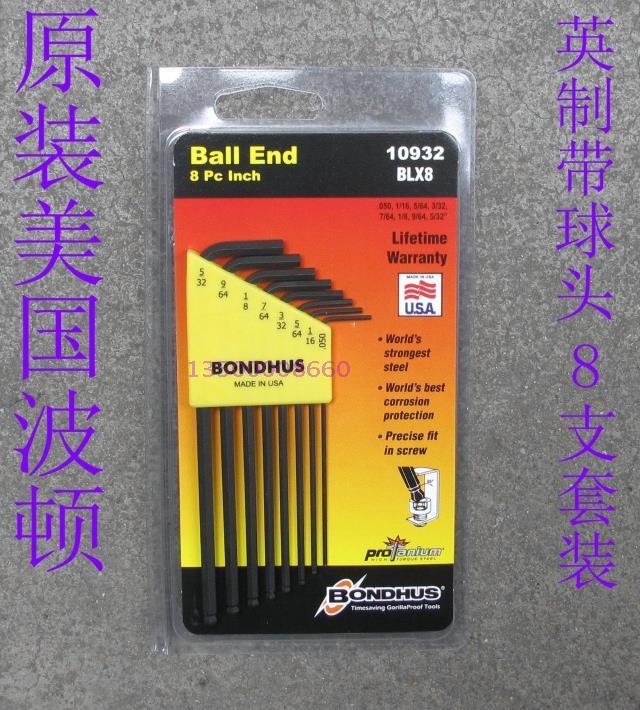 原装美国波顿
英制带球头8支套装
Ball End
8 Pc Inch
10932
BLX8
.050, 1/16, 5/64, 3/32,
7/64, 1/8, 9/64, 5/32"
Lifetime
Warranty
MADE IN USA
U.S.A.
5/32
9/64
1/8
7/64
3/32
5/64
1/16
.050
BONDHUS
MADE IN USA
• World's
strongest
steel
• World's best
corrosion
protection
• Precise fit
in screw
proTanium
HIGH TORQUE STEEL
BONDHUS
Timesaving GorillaProof Tools